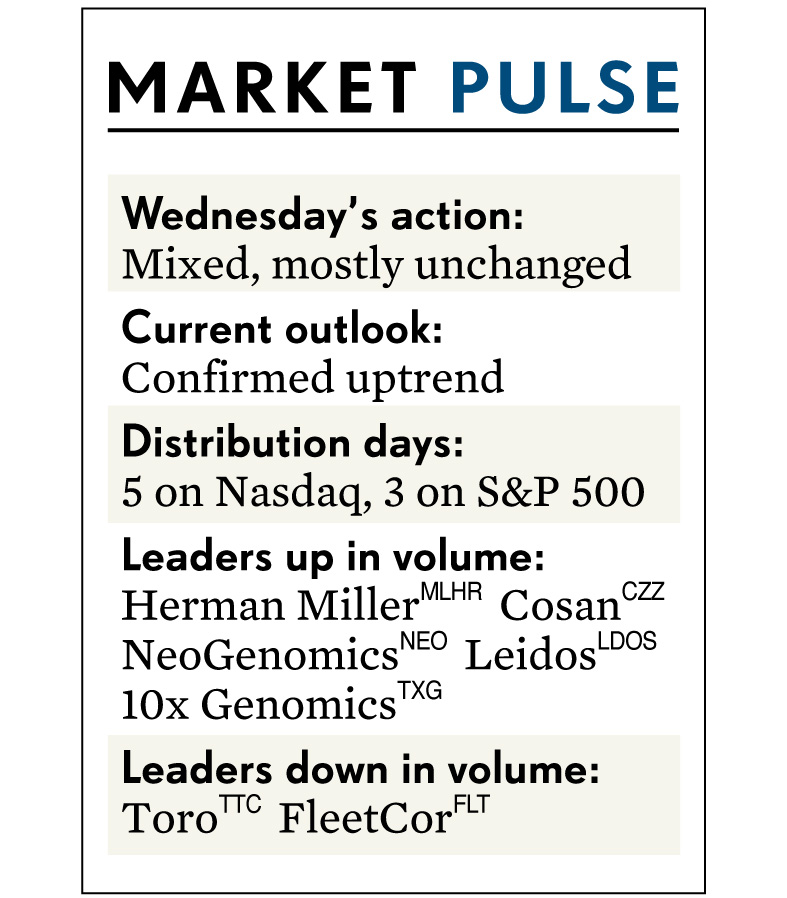 MARKET PULSE
Wednesday’s action:
Mixed, mostly unchanged
Current outlook:
Confirmed uptrend
Distribution days:
5 on Nasdaq, 3 on S&P 500
Leaders up in volume:
Herman Miller MLHR Cosan CZZ
NeoGenomics NEO Leidos LDOS
10x Genomics TXG
Leaders down in volume:
Toro TTC FleetCor FLT